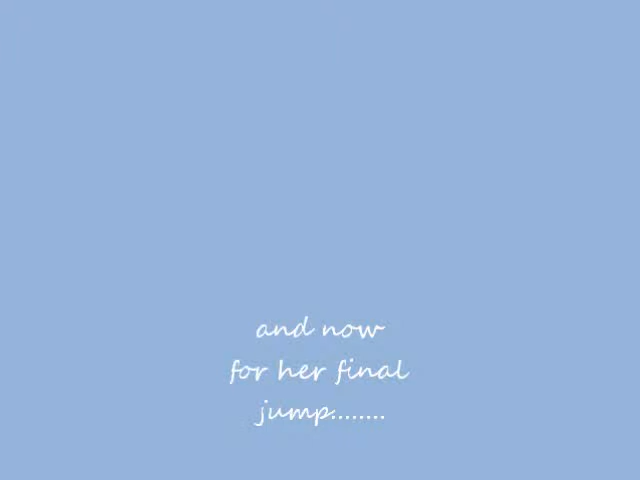 and now
for her final
jump........